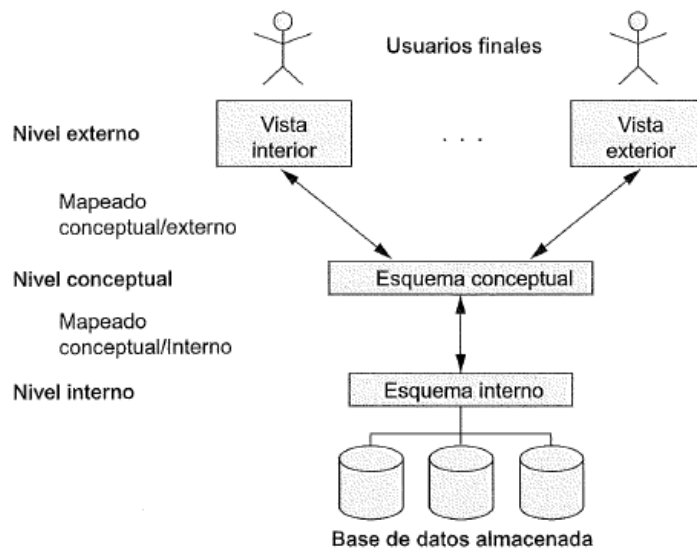 Usuarios finales
Nivel externo
Vista
interior
. . .
Vista
exterior
Mapeado
conceptual/externo
Nivel conceptual
Esquema conceptual
Mapeado
conceptual/Interno
Nivel interno
Esquema interno
Base de datos almacenada